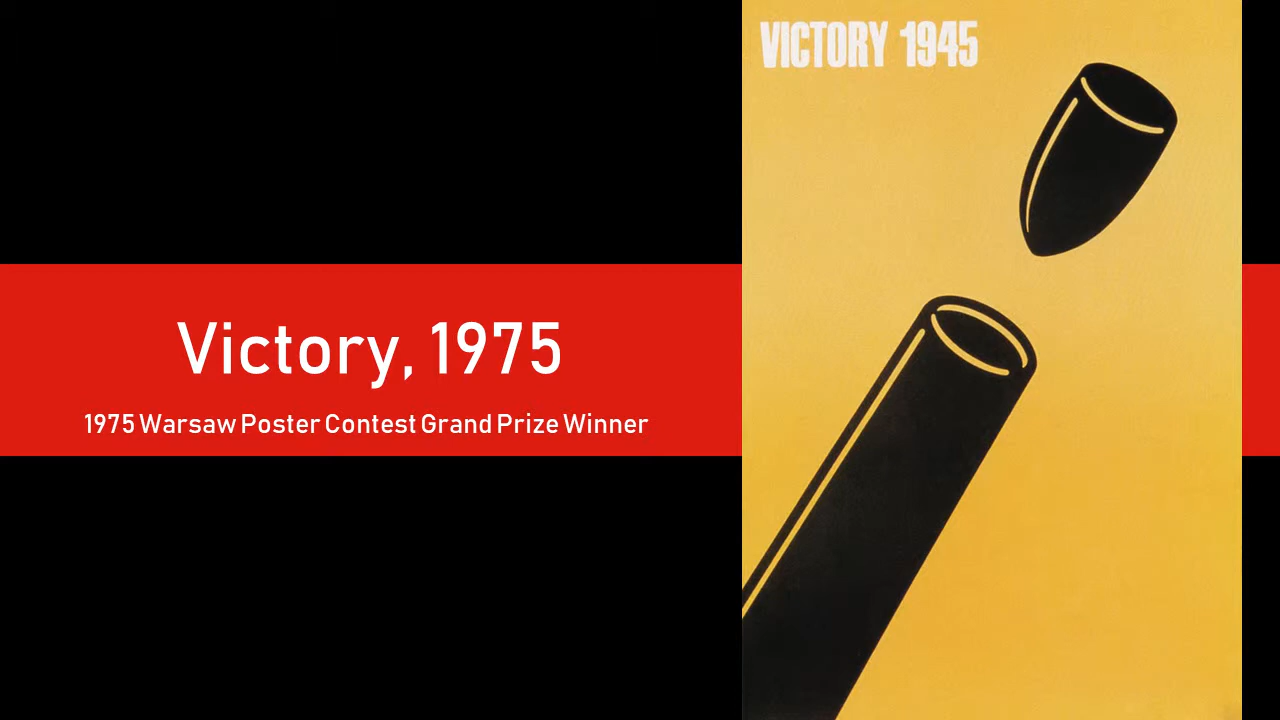 VICTORY 1945
Victory, 1975
1975 Warsaw Poster Contest Grand Prize Winner